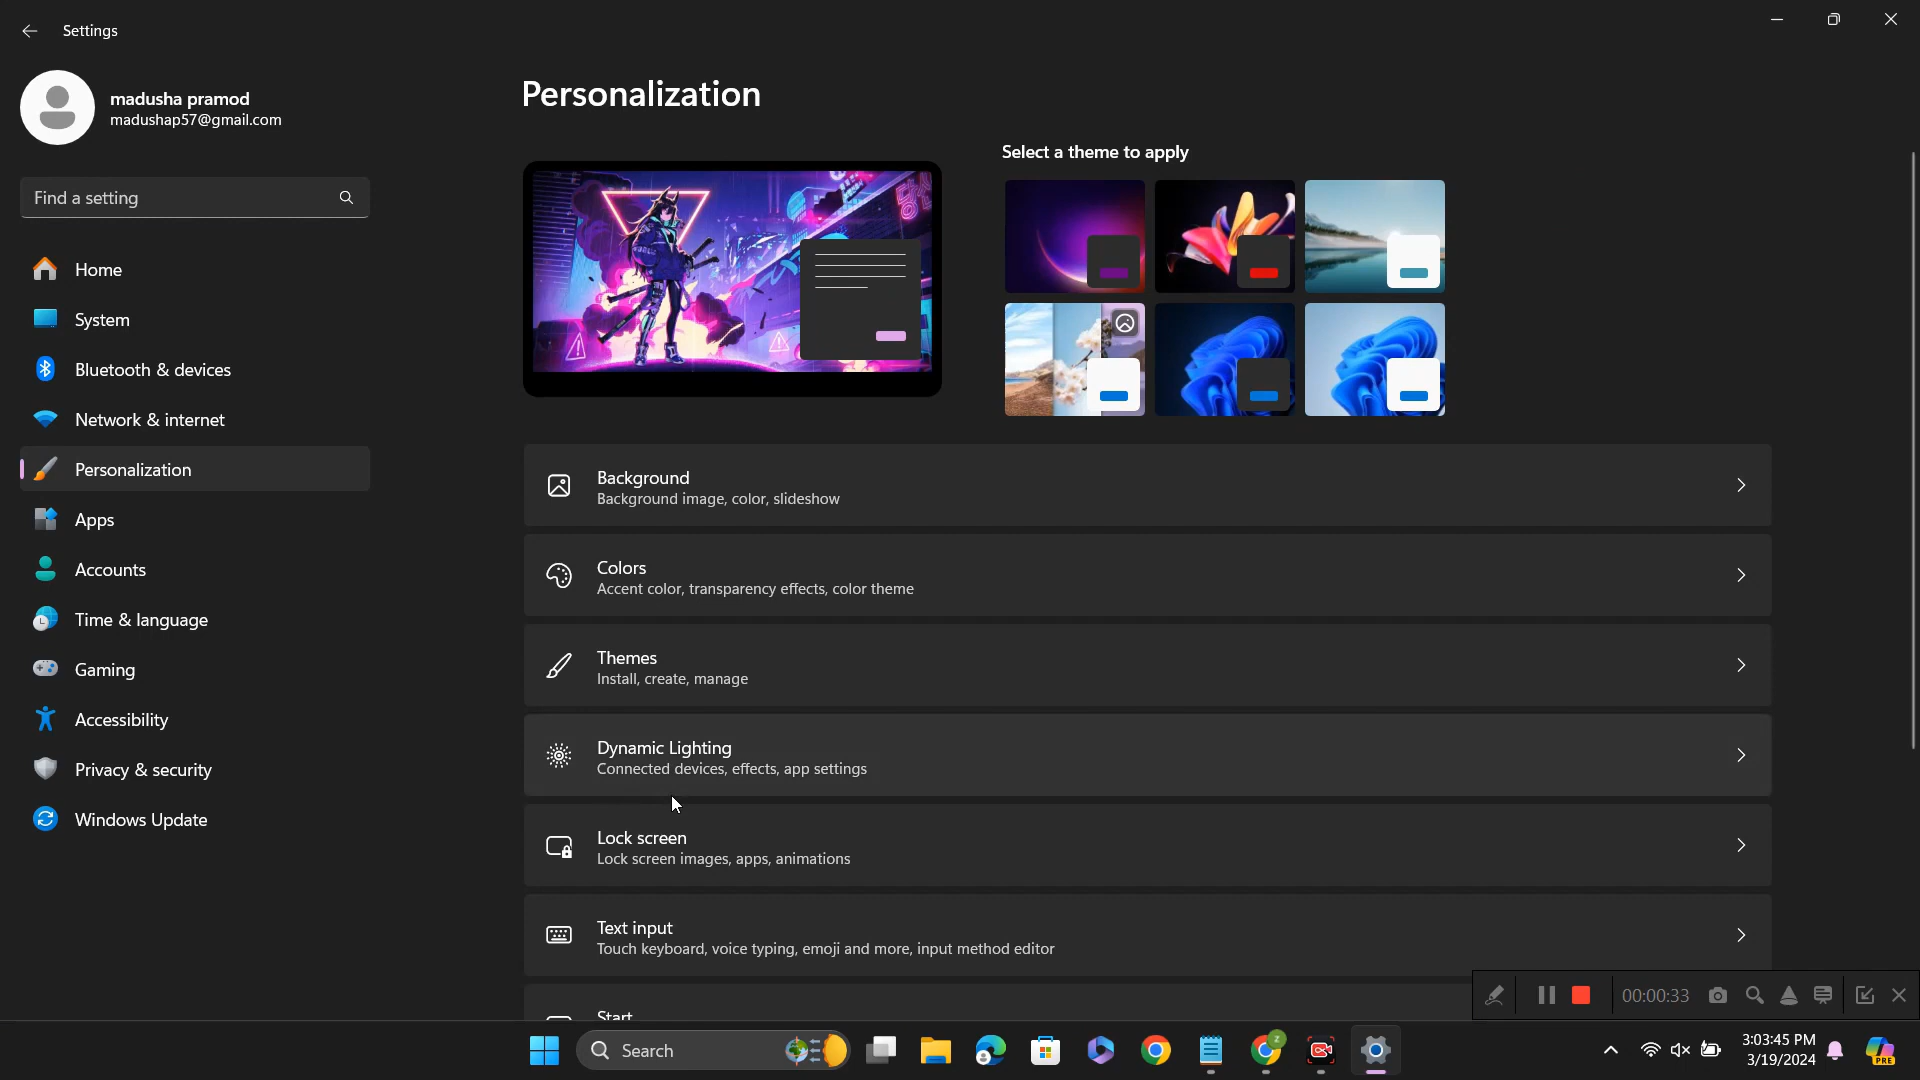 Settings
madusha pramod
madushap57@gmail.com
Find a setting
Home
System
Bluetooth & devices
Network & internet
Personalization
Apps
Accounts
Time & language
Gaming
Accessibility
Privacy & security
Windows Update
Personalization
Select a theme to apply
Background
Background image, color, slideshow
Colors
Accent color, transparency effects, color theme
Themes
Install, create, manage
Dynamic Lighting
Connected devices, effects, app settings
Lock screen
Lock screen images, apps, animations
Text input
Touch keyboard, voice typing, emoji and more, input method editor
Start
00:00:33
Search
3:03:45 PM
3/19/2024
PRE